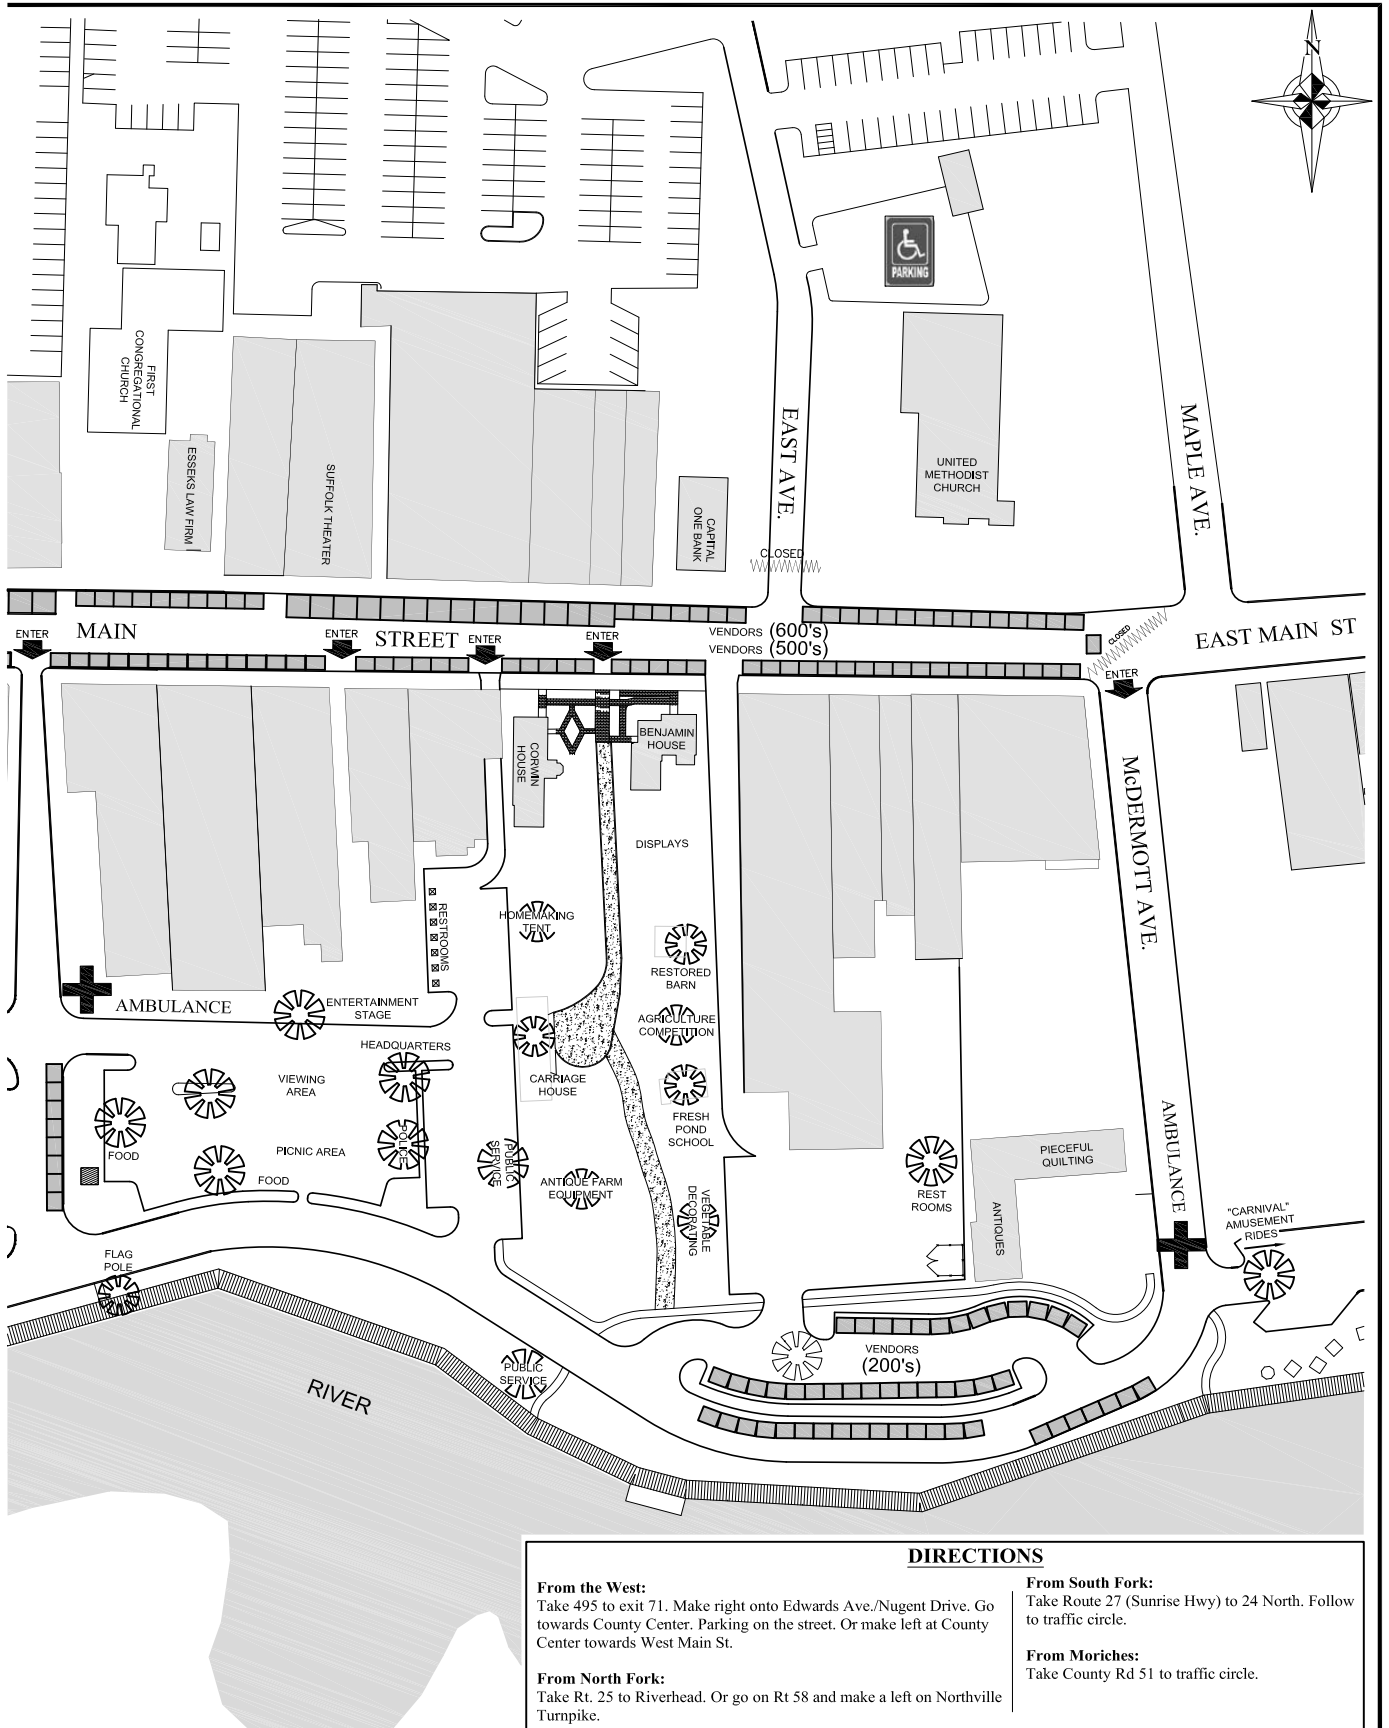 N
PARKING
FIRST
CONGREGATIONAL
CHURCH
ESSEKS LAW FIRM
SUFFOLK THEATER
CAPITAL
ONE BANK
EAST AVE.
UNITED
METHODIST
CHURCH
MAPLE AVE.
CLOSED
ENTER
MAIN
ENTER
STREET
ENTER
ENTER
VENDORS (600's)
VENDORS (500's)
CLOSED
EAST MAIN ST
ENTER
CORWIN
HOUSE
BENJAMIN
HOUSE
McDERMOTT AVE.
DISPLAYS
RESTROOMS
HOMEMAKING
TENT
RESTORED
BARN
AMBULANCE
ENTERTAINMENT
STAGE
AGRICULTURE
COMPETITION
HEADQUARTERS
VIEWING
AREA
CARRIAGE
HOUSE
FRESH
POND
SCHOOL
FOOD
PICNIC AREA
POLICE
PUBLIC
SERVICE
FOOD
ANTIQUE FARM
EQUIPMENT
VEGETABLE
DECORATING
REST
ROOMS
PIECEFUL
QUILTING
ANTIQUES
AMBULANCE
"CARNIVAL"
AMUSEMENT
RIDES
FLAG
POLE
PUBLIC
SERVICE
VENDORS
(200's)
RIVER
DIRECTIONS
From the West:
Take 495 to exit 71. Make right onto Edwards Ave./Nugent Drive. Go
towards County Center. Parking on the street. Or make left at County
Center towards West Main St.
From North Fork:
Take Rt. 25 to Riverhead. Or go on Rt 58 and make a left on Northville
Turnpike.
From South Fork:
Take Route 27 (Sunrise Hwy) to 24 North. Follow
to traffic circle.
From Moriches:
Take County Rd 51 to traffic circle.